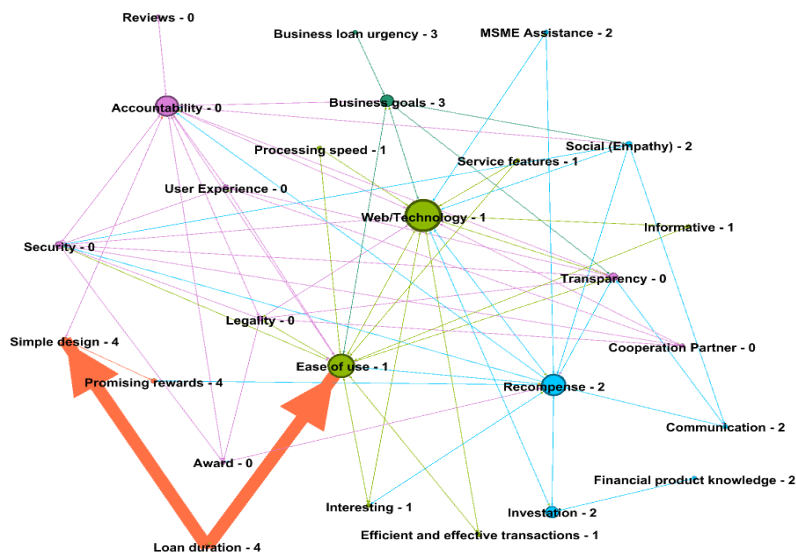 Reviews - 0
Business loan urgency - 3
MSME Assistance - 2
Accountability - 0
Business goals - 3
Processing speed - 1
Social (Empathy) - 2
Service features - 1
User Experience - 0
Web/Technology - 1
Informative - 1
Security - 0
Transparency - 0
Legality - 0
Simple design - 4
Cooperation Partner - 0
Ease of use - 1
Promising rewards - 4
Recompense - 2
Communication - 2
Award - 0
Financial product knowledge - 2
Interesting - 1
Investation - 2
Efficient and effective transactions - 1
Loan duration - 4